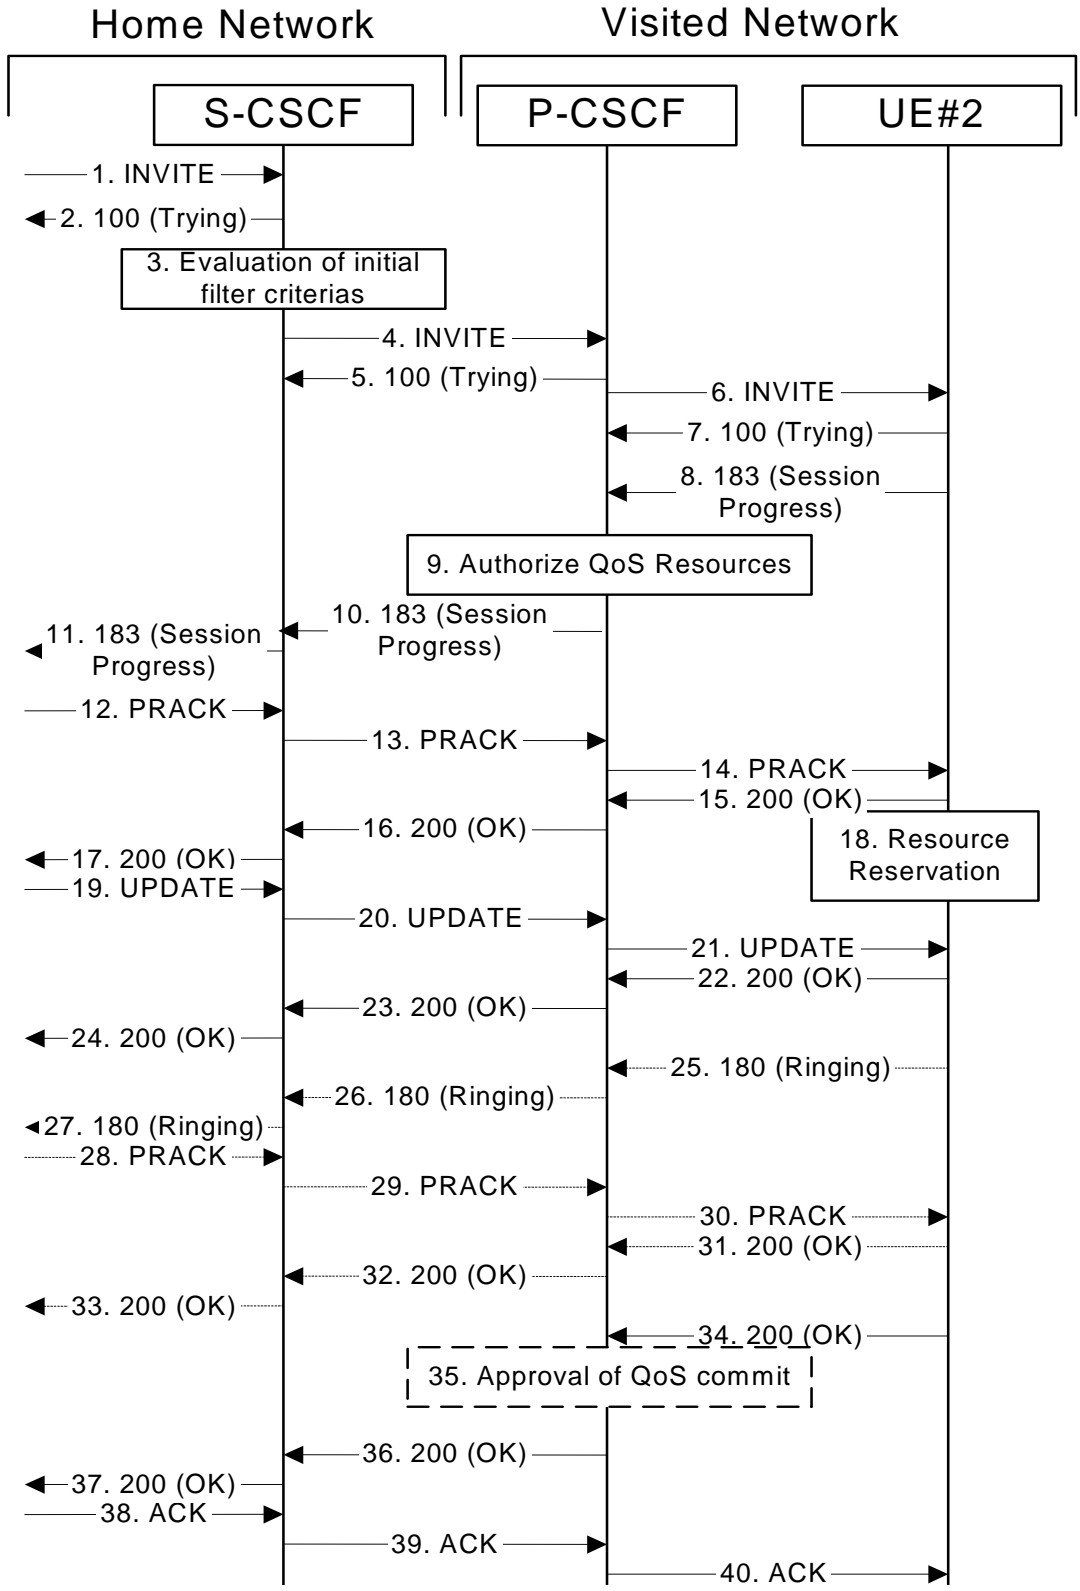 Home Network
Visited Network
S-CSCF
P-CSCF
UE#2
1. INVITE
2. 100 (Trying)
3. Evaluation of initial
filter criterias
4. INVITE
5. 100 (Trying)
6. INVITE
7. 100 (Trying)
8. 183 (Session
Progress)
9. Authorize QoS Resources
10. 183 (Session
Progress)
11. 183 (Session
Progress)
12. PRACK
13. PRACK
14. PRACK
15. 200 (OK)
16. 200 (OK)
17. 200 (OK)
18. Resource
Reservation
19. UPDATE
20. UPDATE
21. UPDATE
22. 200 (OK)
23. 200 (OK)
24. 200 (OK)
25. 180 (Ringing)
26. 180 (Ringing)
27. 180 (Ringing)
28. PRACK
29. PRACK
30. PRACK
31. 200 (OK)
32. 200 (OK)
33. 200 (OK)
34. 200 (OK)
35. Approval of QoS commit
36. 200 (OK)
37. 200 (OK)
38. ACK
39. ACK
40. ACK